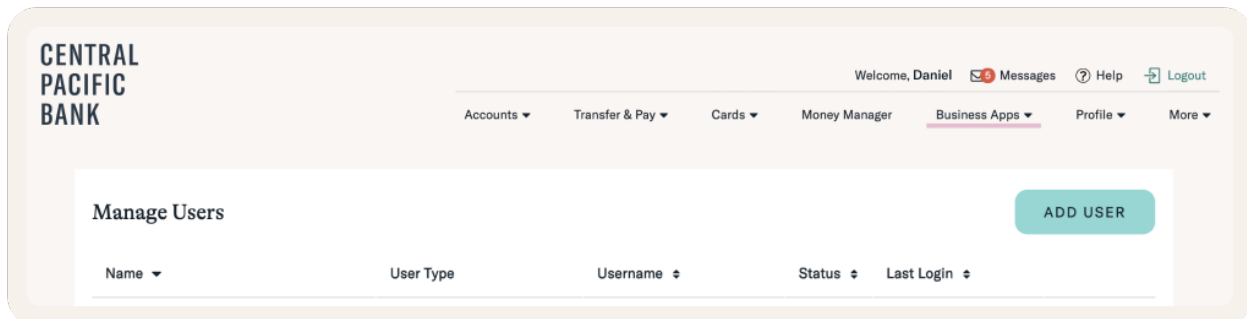 CENTRAL
PACIFIC
BANK
Welcome, Daniel 5 Messages ? Help Logout
Accounts Transfer & Pay Cards Money Manager Business Apps Profile More
Manage Users
ADD USER
Name User Type Username Status Last Login